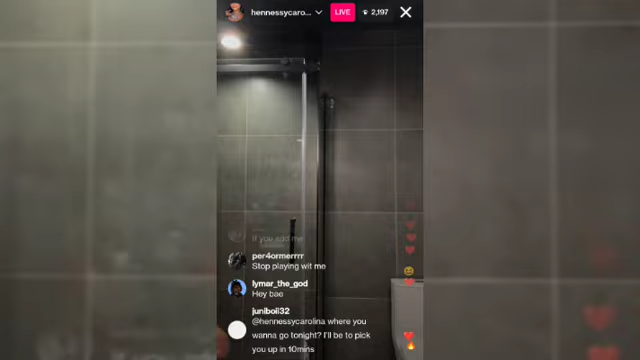 hennessycaro...
LIVE
2,197
If you add me
per4ormerrrr
Stop playing wit me
lymar_the_god
Hey bae
juniboii32
@hennessycarolina where you
wanna go tonight? I'll be to pick
you up in 10mins